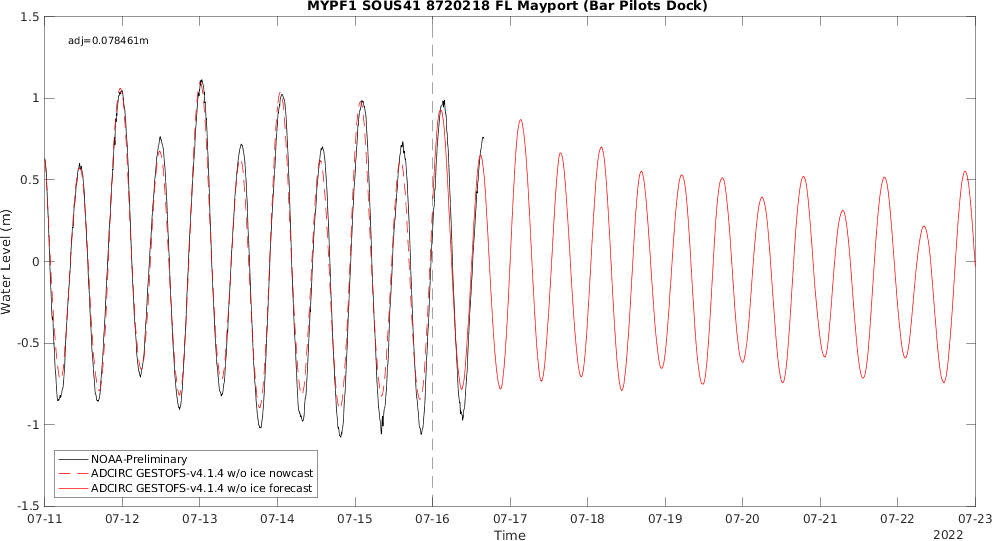 MYPF1 SOUS41 8720218 FL Mayport (Bar Pilots Dock)
adj=0.078461m
1.5
1
0.5
0
-0.5
-1
-1.5
Water Level (m)
NOAA-Preliminary
ADCIRC GESTOFS-v4.1.4 w/o ice nowcast
ADCIRC GESTOFS-v4.1.4 w/o ice forecast
07-11 07-12 07-13 07-14 07-15 07-16 07-17 07-18 07-19 07-20 07-21 07-22 07-23
Time
2022